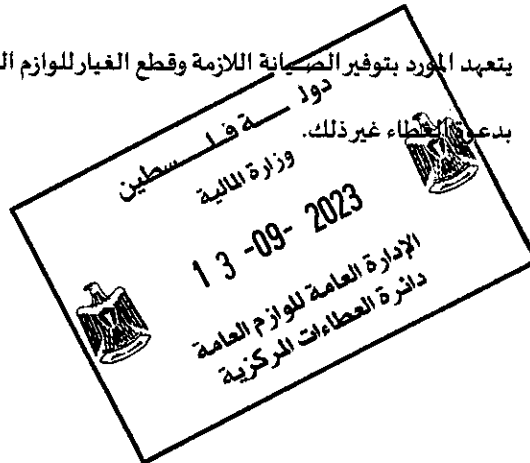 يتعهد المورد بتوفير الصيانة اللازمة وقطع الغيار للوازم
بدعوة العطاء غير ذلك.
دولة فلسطين
وزارة المالية
13-09-2023
الإدارة العامة للوازم العامة
دائرة العطاءات المركزية